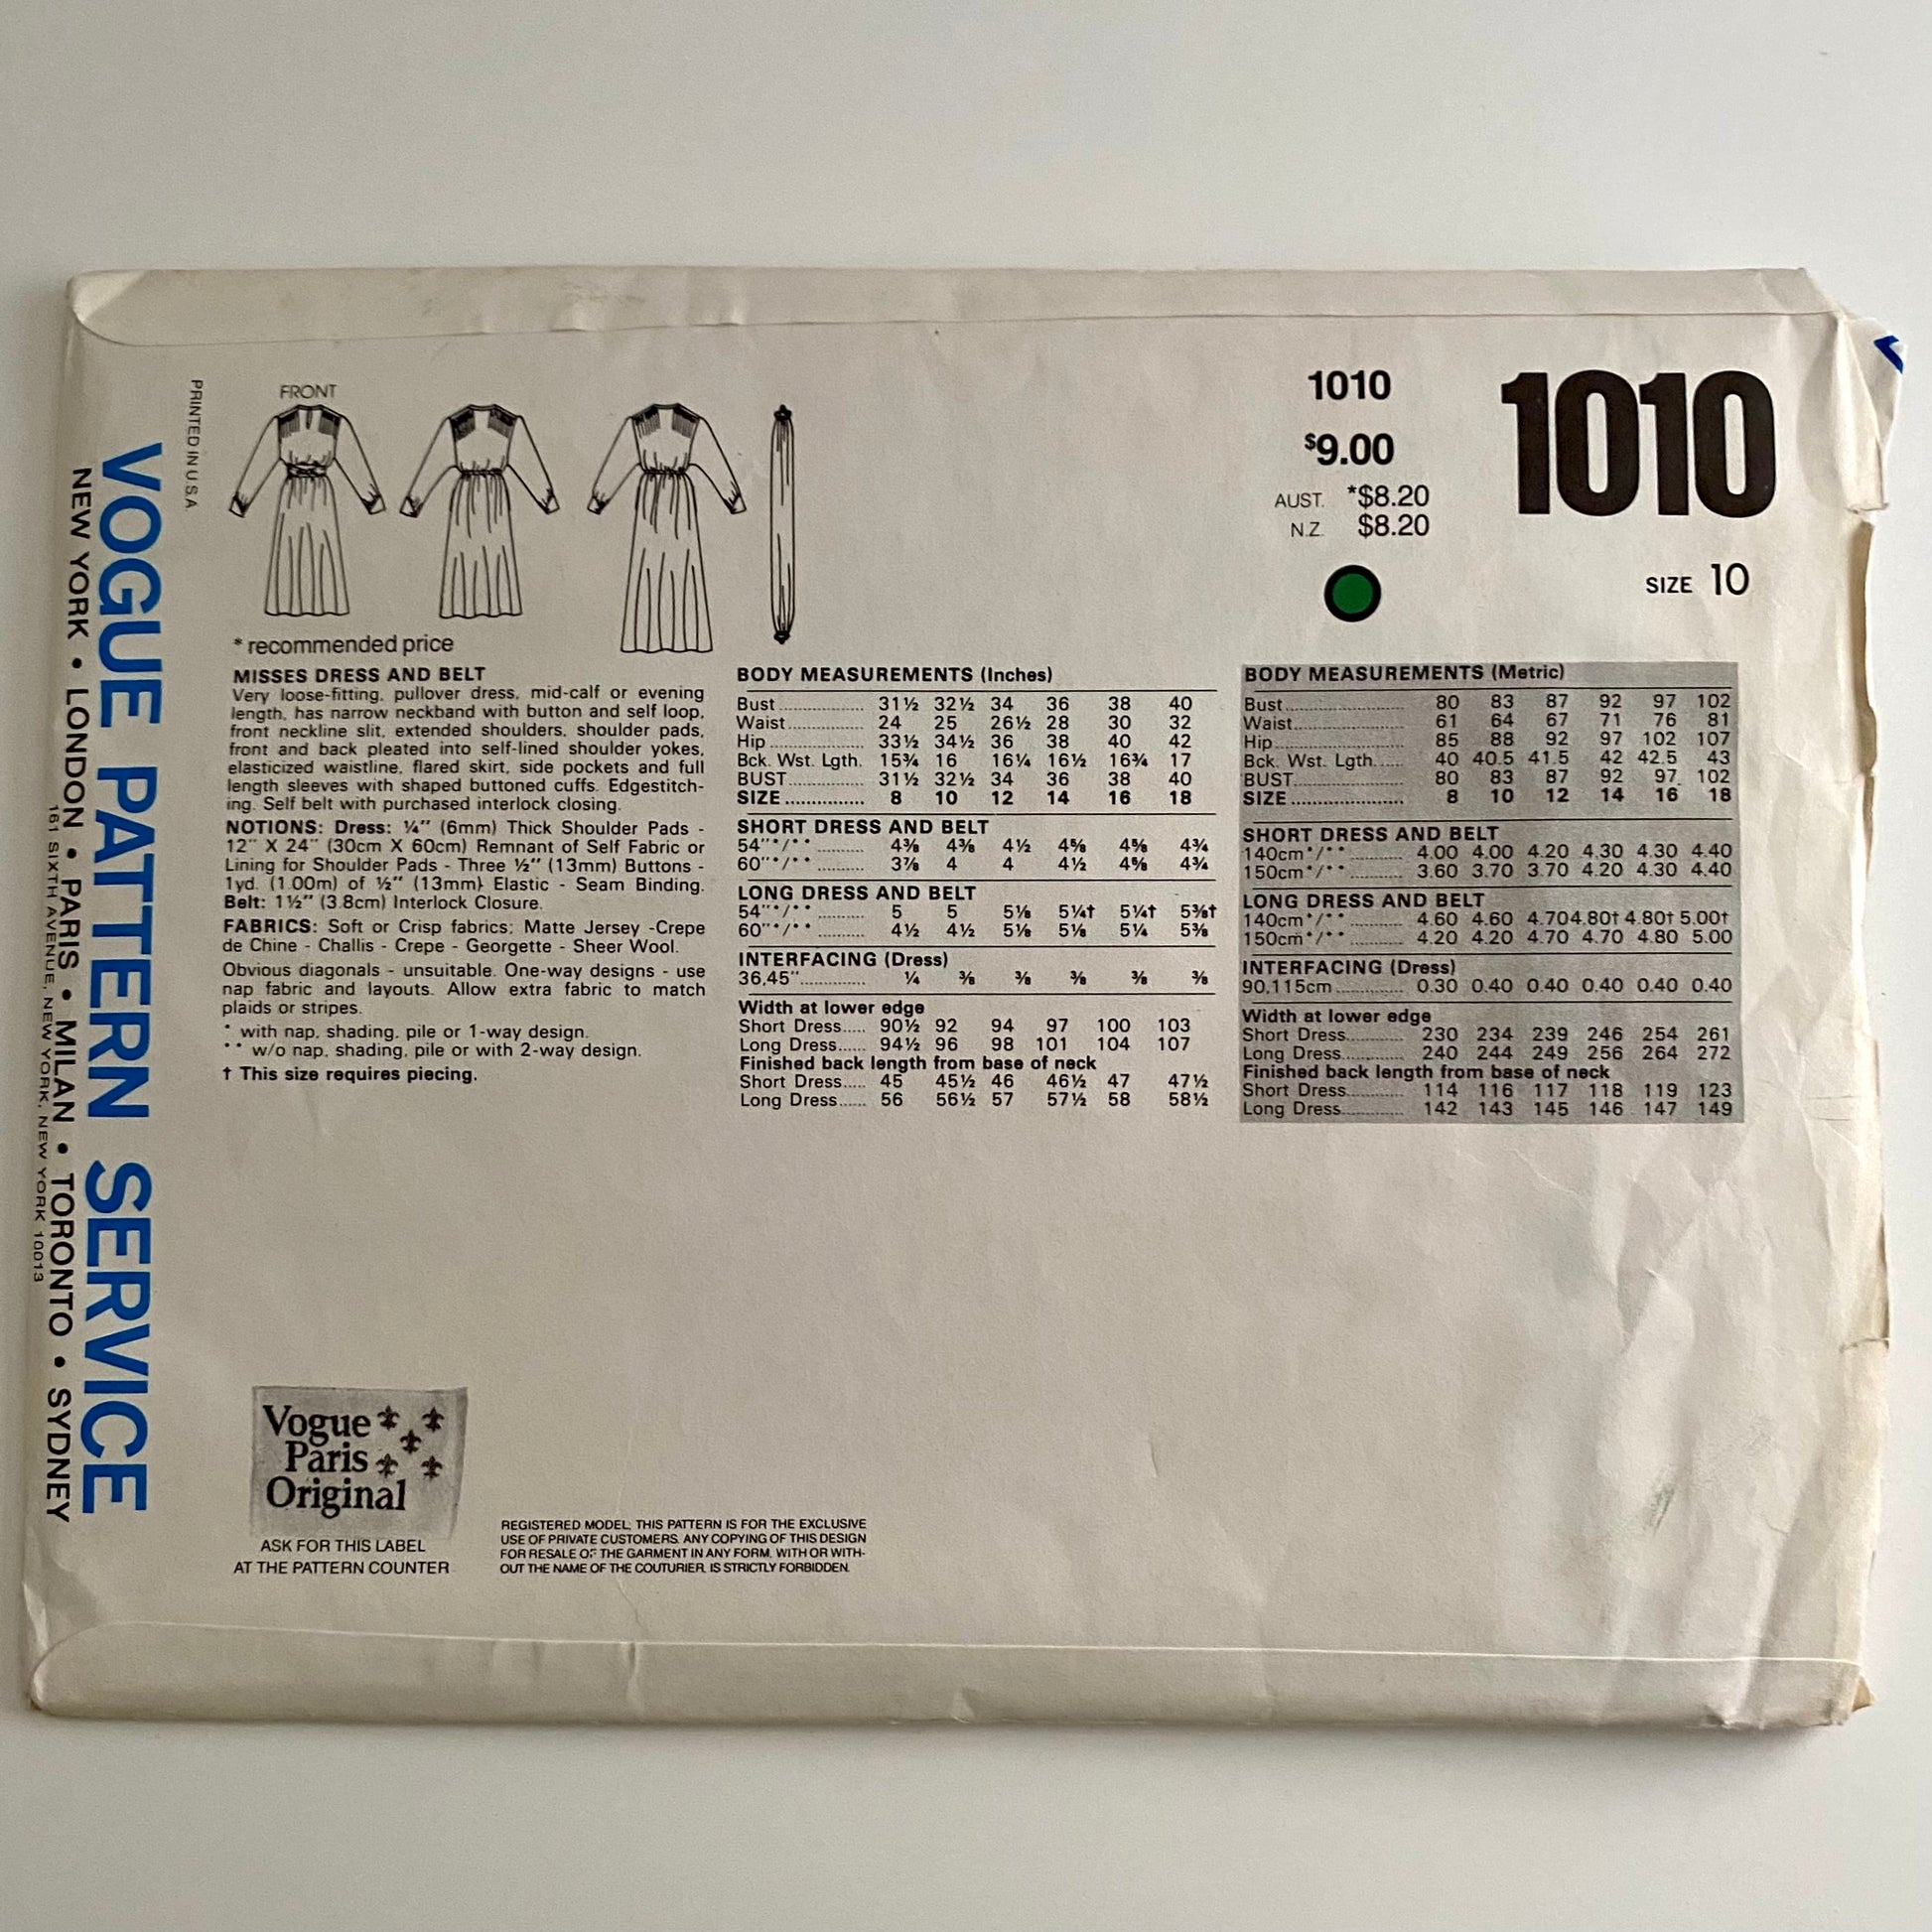 VOGUE PATTERN SERVICE
NEW YORK • LONDON • PARIS • MILAN • TORONTO • SYDNEY
161 SIXTH AVENUE, NEW YORK, NEW YORK 10013
PRINTED IN U.S.A
FRONT
* recommended price
1010
$9.00
AUST. *$8.20
N.Z. $8.20
1010
SIZE 10
MISSES DRESS AND BELT
Very loose-fitting, pullover dress, mid-calf or evening
length, has narrow neckband with button and self loop,
front neckline slit, extended shoulders, shoulder pads,
front and back pleated into self-lined shoulder yokes,
elasticized waistline, flared skirt, side pockets and full
length sleeves with shaped buttoned cuffs. Edgestitch-
ing. Self belt with purchased interlock closing.
NOTIONS: Dress: ¼" (6mm) Thick Shoulder Pads -
12" X 24" (30cm X 60cm) Remnant of Self Fabric or
Lining for Shoulder Pads - Three ½" (13mm) Buttons -
1yd. (1.00m) of ½" (13mm) Elastic - Seam Binding.
Belt: 1½" (3.8cm) Interlock Closure.
FABRICS: Soft or Crisp fabrics: Matte Jersey -Crepe
de Chine - Challis - Crepe - Georgette - Sheer Wool.
Obvious diagonals - unsuitable. One-way designs - use
nap fabric and layouts. Allow extra fabric to match
plaids or stripes.
* with nap, shading, pile or 1-way design.
** w/o nap, shading, pile or with 2-way design.
† This size requires piecing.
BODY MEASUREMENTS (Inches)
Bust 31½ 32½ 34 36 38 40
Waist 24 25 26½ 28 30 32
Hip 33½ 34½ 36 38 40 42
Bck. Wst. Lgth. 15¾ 16 16¼ 16½ 16¾ 17
BUST 31½ 32½ 34 36 38 40
SIZE 8 10 12 14 16 18
SHORT DRESS AND BELT
54"*/** 4⅜ 4⅜ 4½ 4⅝ 4⅝ 4¾
60"*/** 3⅞ 4 4 4½ 4⅝ 4¾
LONG DRESS AND BELT
54"*/** 5 5 5⅛ 5¼† 5¼† 5⅜†
60"*/** 4½ 4½ 5⅛ 5⅛ 5¼ 5⅜
INTERFACING (Dress)
36,45" ¼ ⅜ ⅜ ⅜ ⅜ ⅜
Width at lower edge
Short Dress 90½ 92 94 97 100 103
Long Dress 94½ 96 98 101 104 107
Finished back length from base of neck
Short Dress 45 45½ 46 46½ 47 47½
Long Dress 56 56½ 57 57½ 58 58½
BODY MEASUREMENTS (Metric)
Bust 80 83 87 92 97 102
Waist 61 64 67 71 76 81
Hip 85 88 92 97 102 107
Bck. Wst. Lgth. 40 40.5 41.5 42 42.5 43
BUST 80 83 87 92 97 102
SIZE 8 10 12 14 16 18
SHORT DRESS AND BELT
140cm*/** 4.00 4.00 4.20 4.30 4.30 4.40
150cm*/** 3.60 3.70 3.70 4.20 4.30 4.40
LONG DRESS AND BELT
140cm*/** 4.60 4.60 4.70 4.80† 4.80† 5.00†
150cm*/** 4.20 4.20 4.70 4.70 4.80 5.00
INTERFACING (Dress)
90,115cm 0.30 0.40 0.40 0.40 0.40 0.40
Width at lower edge
Short Dress 230 234 239 246 254 261
Long Dress 240 244 249 256 264 272
Finished back length from base of neck
Short Dress 114 116 117 118 119 123
Long Dress 142 143 145 146 147 149
Vogue
Paris
Original
ASK FOR THIS LABEL
AT THE PATTERN COUNTER
REGISTERED MODEL; THIS PATTERN IS FOR THE EXCLUSIVE
USE OF PRIVATE CUSTOMERS. ANY COPYING OF THIS DESIGN
FOR RESALE OF THE GARMENT IN ANY FORM, WITH OR WITH-
OUT THE NAME OF THE COUTURIER, IS STRICTLY FORBIDDEN.